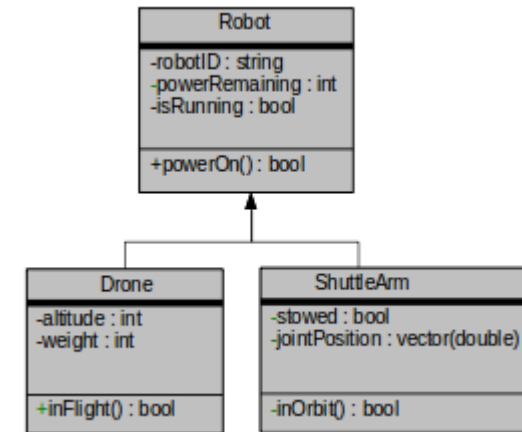 Robot
-robotID : string
-powerRemaining : int
-isRunning : bool
+powerOn() : bool
Drone
-altitude : int
-weight : int
+inFlight() : bool
ShuttleArm
-stowed : bool
-jointPosition : vector(double)
-inOrbit() : bool